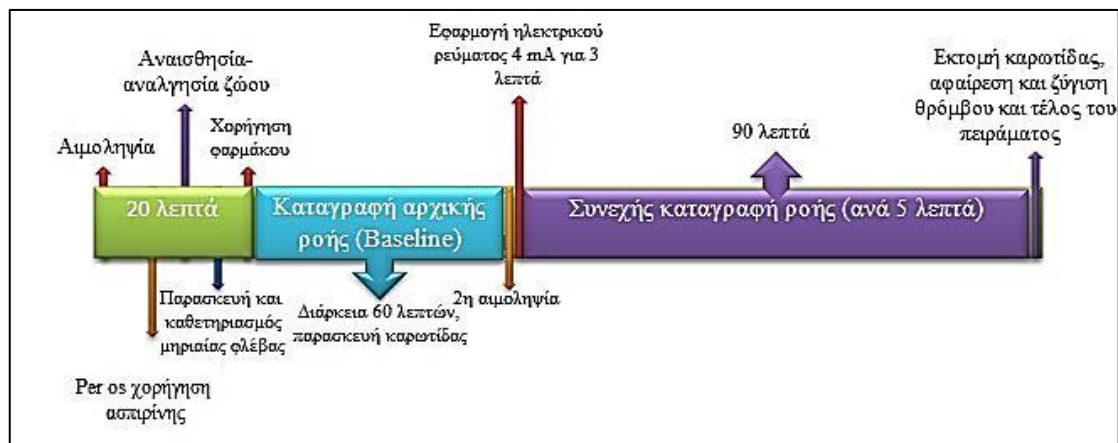 Εφαρμογή ηλεκτρικού
ρεύματος 4 mA για 3
λεπτά
Αναισθησία-
αναλγησία ζώου
Εκτομή καρωτίδας,
αφαίρεση και ζύγιση
θρόμβου και τέλος του
πειράματος
Χορήγηση
φαρμάκου
Αιμοληψία
90 λεπτά
20 λεπτά
Καταγραφή αρχικής
ροής (Baseline)
Συνεχής καταγραφή ροής (ανά 5 λεπτά)
Παρασκευή και
καθετηριασμός
μηριαίας φλέβας
Διάρκεια 60 λεπτών,
παρασκευή καρωτίδας
2η αιμοληψία
Per os χορήγηση
ασπιρίνης